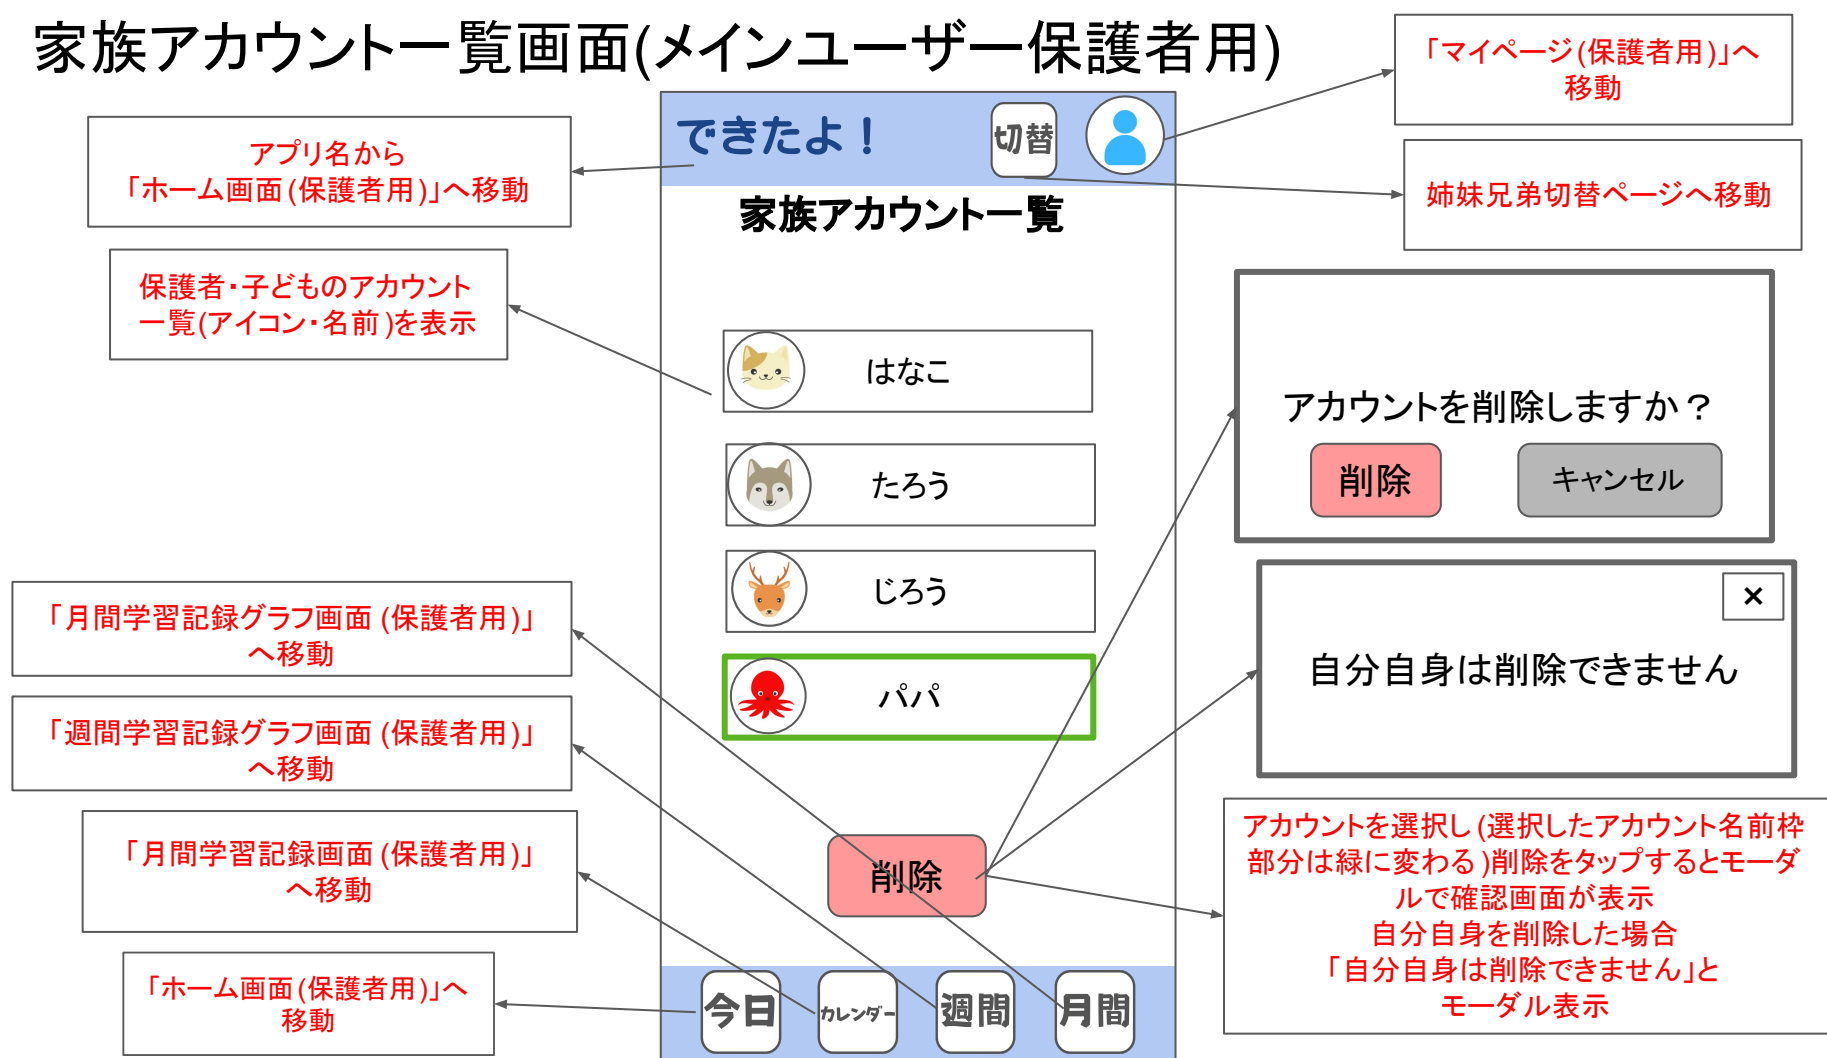 家族アカウント一覧画面(メインユーザー保護者用)
「マイページ(保護者用)」へ
移動
できたよ！
切替
アプリ名から
「ホーム画面(保護者用)」へ移動
姉妹兄弟切替ページへ移動
家族アカウント一覧
保護者・子どものアカウント
一覧(アイコン・名前)を表示
はなこ
たろう
じろう
パパ
アカウントを削除しますか？
削除
キャンセル
×
自分自身は削除できません
「月間学習記録グラフ画面(保護者用)」
へ移動
「週間学習記録グラフ画面(保護者用)」
へ移動
「月間学習記録画面(保護者用)」
へ移動
「ホーム画面(保護者用)」へ
移動
削除
アカウントを選択し(選択したアカウント名前枠
部分は緑に変わる)削除をタップするとモーダ
ルで確認画面が表示
自分自身を削除した場合
「自分自身は削除できません」と
モーダル表示
今日
カレンダー
週間
月間